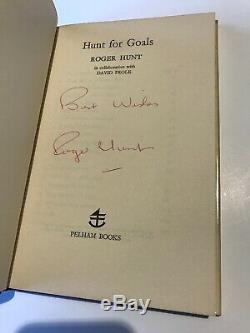 Hunt for Goals
ROGER HUNT
in collaboration with
DAVID PROLE
Best Wishes
Roger Hunt
PELHAM BOOKS